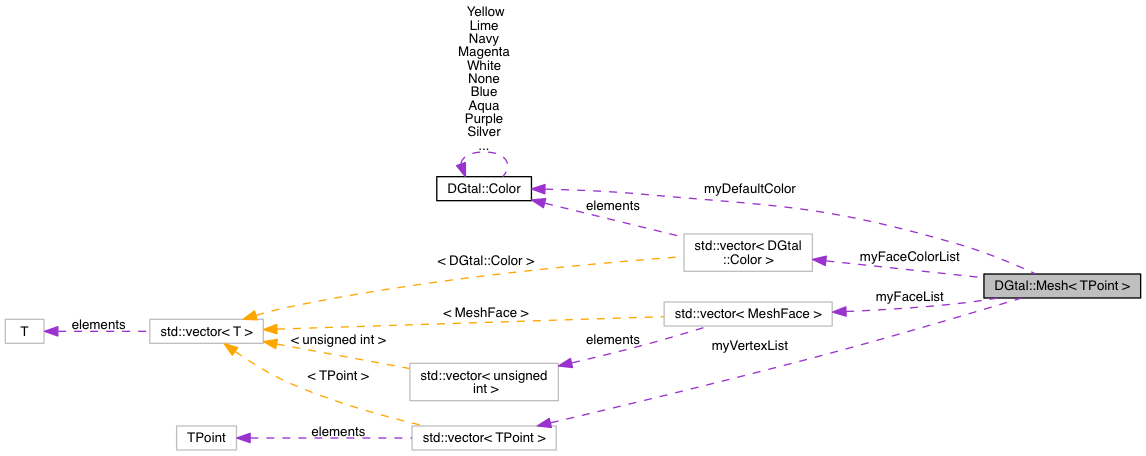 Yellow
Lime
Navy
Magenta
White
None
Blue
Aqua
Purple
Silver
...
DGtal::Color
myDefaultColor
elements
std::vector< DGtal
::Color >
< DGtal::Color >
myFaceColorList
DGtal::Mesh< TPoint >
myFaceList
< MeshFace >
std::vector< MeshFace >
T
elements
std::vector< T >
< unsigned int >
elements
myVertexList
std::vector< unsigned
int >
< TPoint >
TPoint
elements
std::vector< TPoint >